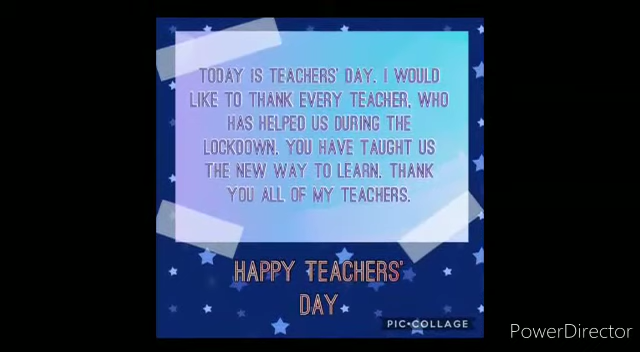 TODAY IS TEACHERS' DAY. I WOULD
LIKE TO THANK EVERY TEACHER, WHO
HAS HELPED US DURING THE
LOCKDOWN. YOU HAVE TAUGHT US
THE NEW WAY TO LEARN. THANK
YOU ALL OF MY TEACHERS.
HAPPY TEACHERS'
DAY
PIC•COLLAGE
PowerDirector